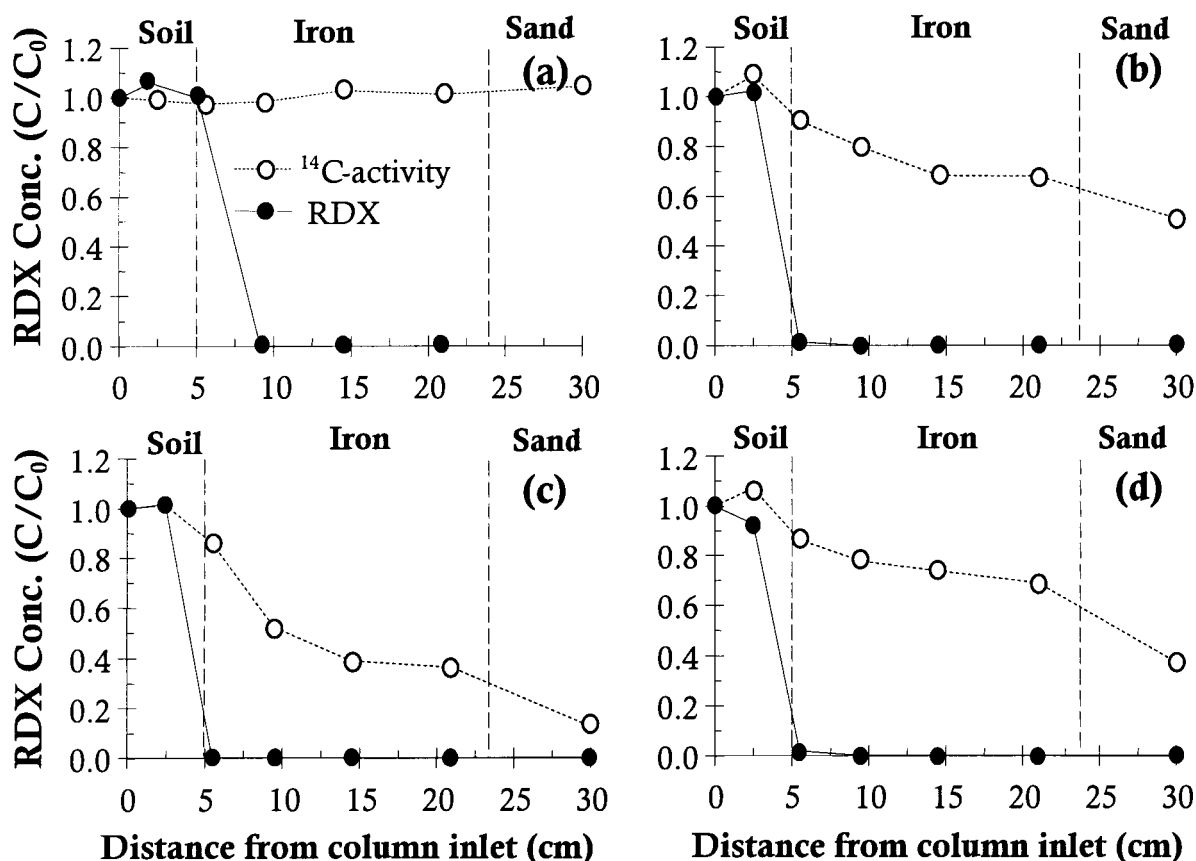 Soil Iron Sand
(a)
RDX Conc. (C/C₀)
1.2
1.0
0.8
0.6
0.4
0.2
0.0
¹⁴C-activity
RDX
0 5 10 15 20 25 30
Soil Iron Sand
(b)
1.2
1.0
0.8
0.6
0.4
0.2
0.0
0 5 10 15 20 25 30
Soil Iron Sand
(c)
RDX Conc. (C/C₀)
1.2
1.0
0.8
0.6
0.4
0.2
0.0
0 5 10 15 20 25 30
Distance from column inlet (cm)
Soil Iron Sand
(d)
1.2
1.0
0.8
0.6
0.4
0.2
0.0
0 5 10 15 20 25 30
Distance from column inlet (cm)